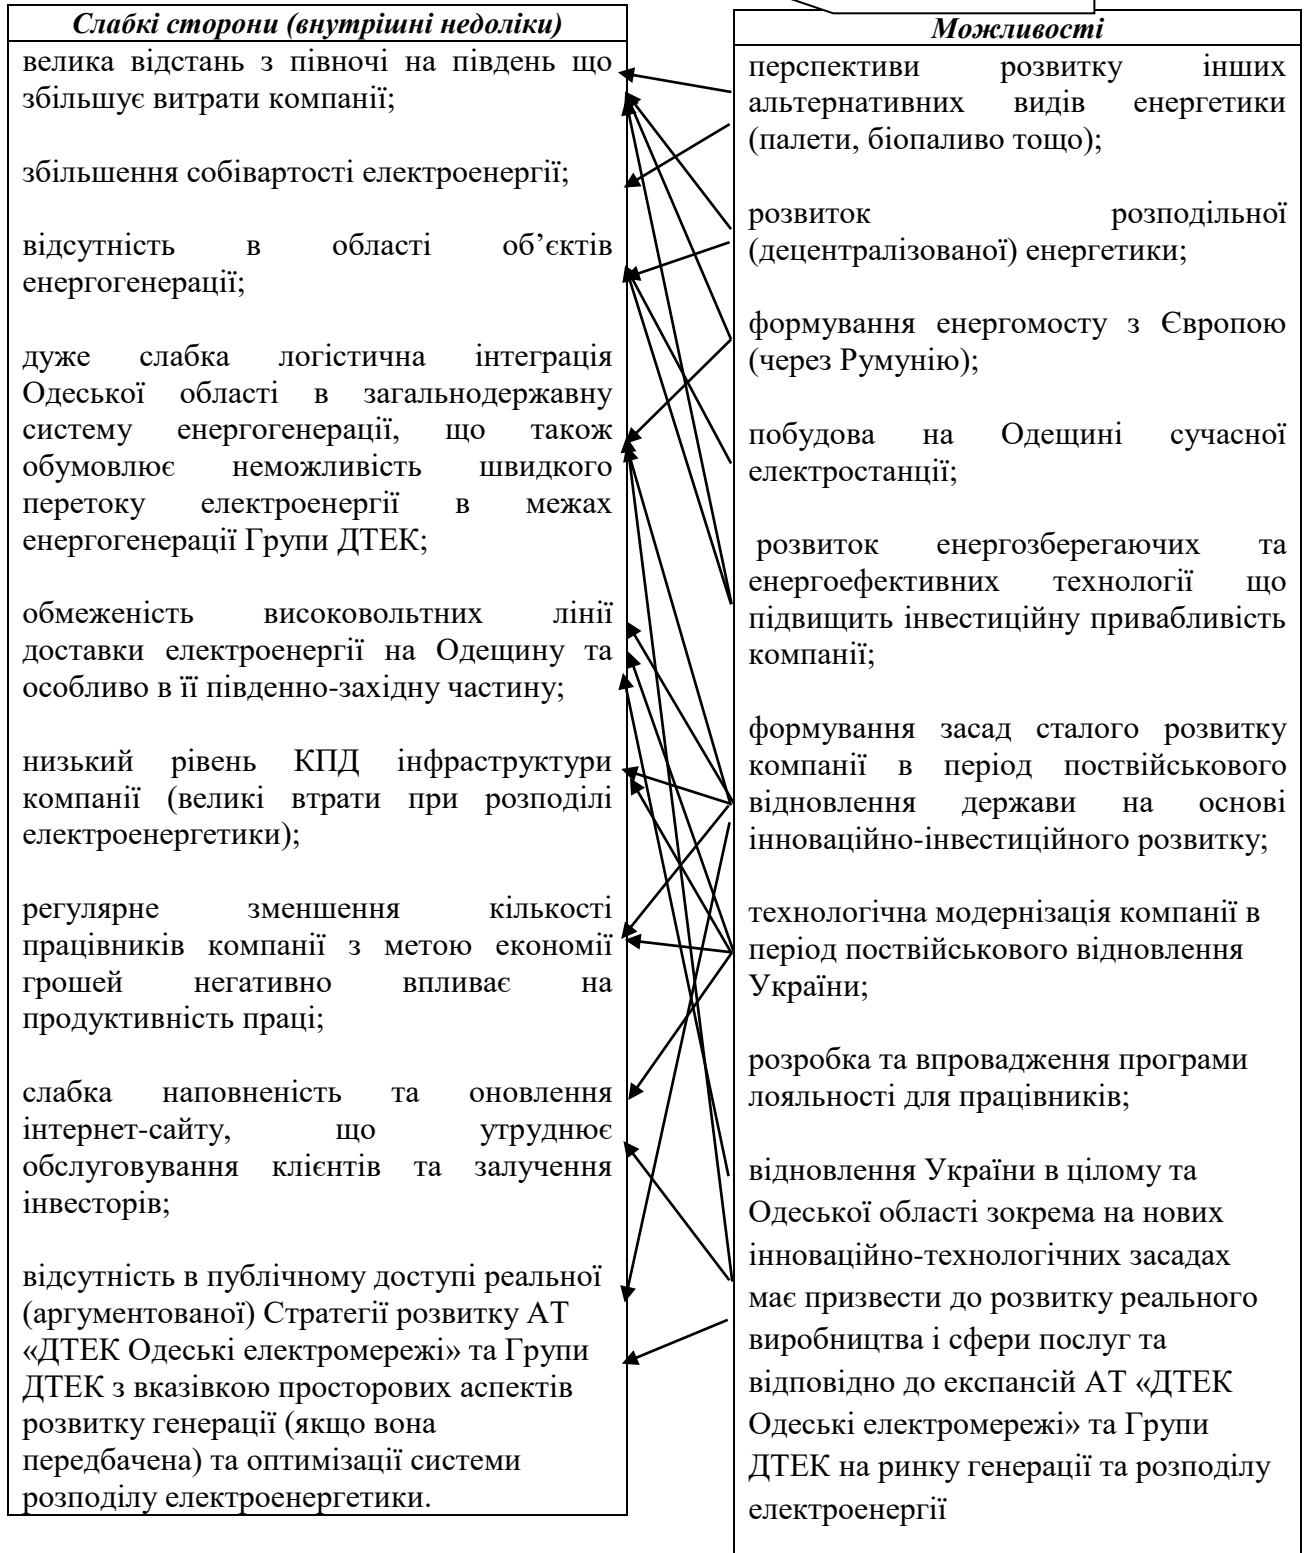 Слабкі сторони (внутрішні недоліки)
велика відстань з півночі на південь що
збільшує витрати компанії;
збільшення собівартості електроенергії;
відсутність в області об’єктів
енергогенерації;
дуже слабка логістична інтеграція
Одеської області в загальнодержавну
систему енергогенерації, що також
обумовлює неможливість швидкого
перетоку електроенергії в межах
енергогенерації Групи ДТЕК;
обмеженість високовольтних лінії
доставки електроенергії на Одещину та
особливо в її південно-західну частину;
низький рівень КПД інфраструктури
компанії (великі втрати при розподілі
електроенергетики);
регулярне зменшення кількості
працівників компанії з метою економії
грошей негативно впливає на
продуктивність праці;
слабка наповненість та оновлення
інтернет-сайту, що утруднює
обслуговування клієнтів та залучення
інвесторів;
відсутність в публічному доступі реальної
(аргументованої) Стратегії розвитку АТ
«ДТЕК Одеські електромережі» та Групи
ДТЕК з вказівкою просторових аспектів
розвитку генерації (якщо вона
передбачена) та оптимізації системи
розподілу електроенергетики.
Можливості
перспективи розвитку інших
альтернативних видів енергетики
(палети, біопаливо тощо);
розвиток розподільної
(децентралізованої) енергетики;
формування енергомосту з Європою
(через Румунію);
побудова на Одещині сучасної
електростанції;
розвиток енергозберегаючих та
енергоефективних технології що
підвищить інвестиційну привабливість
компанії;
формування засад сталого розвитку
компанії в період поствійськового
відновлення держави на основі
інноваційно-інвестиційного розвитку;
технологічна модернізація компанії в
період поствійськового відновлення
України;
розробка та впровадження програми
лояльності для працівників;
відновлення України в цілому та
Одеської області зокрема на нових
інноваційно-технологічних засадах
має призвести до розвитку реального
виробництва і сфери послуг та
відповідно до експансій АТ «ДТЕК
Одеські електромережі» та Групи
ДТЕК на ринку генерації та розподілу
електроенергії